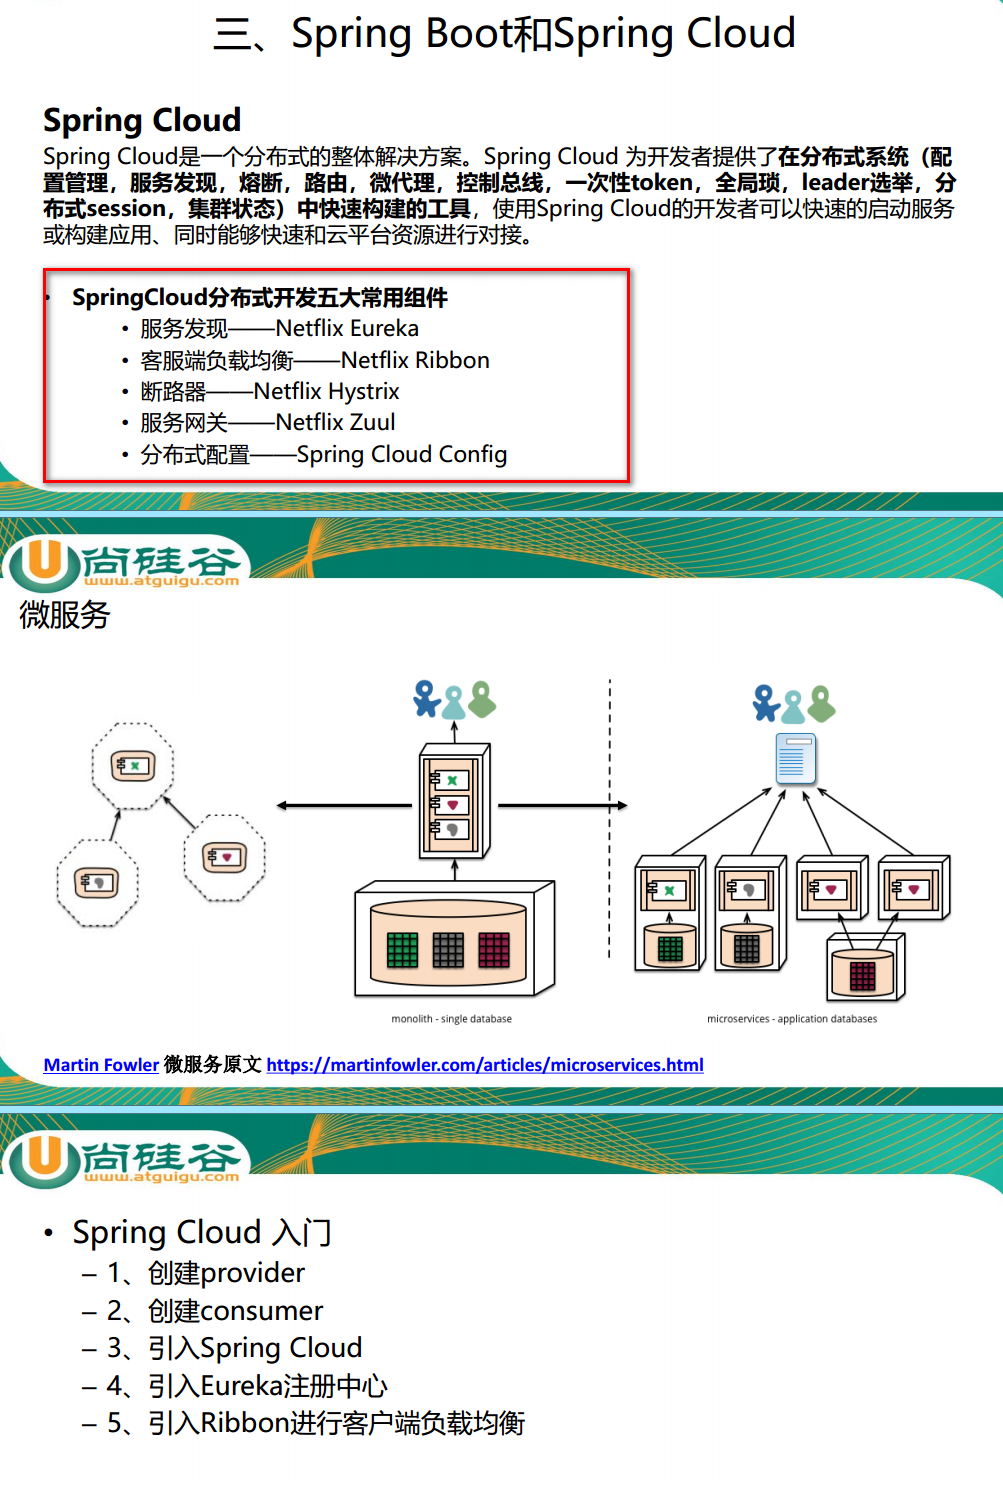 三、Spring Boot和Spring Cloud
Spring Cloud
Spring Cloud是一个分布式的整体解决方案。Spring Cloud 为开发者提供了在分布式系统（配
置管理，服务发现，熔断，路由，微代理，控制总线，一次性token，全局琐，leader选举，分
布式session，集群状态）中快速构建的工具，使用Spring Cloud的开发者可以快速的启动服务
或构建应用、同时能够快速和云平台资源进行对接。
• SpringCloud分布式开发五大常用组件
• 服务发现——Netflix Eureka
• 客服端负载均衡——Netflix Ribbon
• 断路器——Netflix Hystrix
• 服务网关——Netflix Zuul
• 分布式配置——Spring Cloud Config
U尚硅谷
www.atguigu.com
微服务
monolith - single database
microservices - application databases
Martin Fowler 微服务原文 https://martinfowler.com/articles/microservices.html
U尚硅谷
www.atguigu.com
• Spring Cloud 入门
– 1、创建provider
– 2、创建consumer
– 3、引入Spring Cloud
– 4、引入Eureka注册中心
– 5、引入Ribbon进行客户端负载均衡